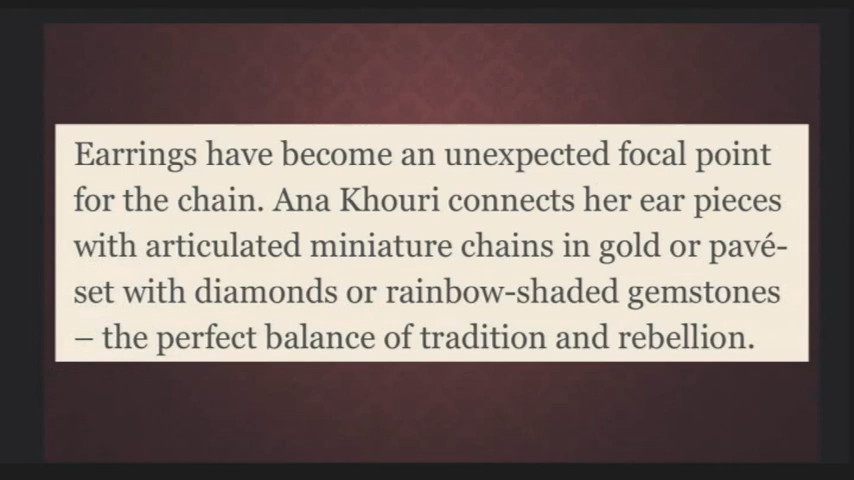 Earrings have become an unexpected focal point
for the chain. Ana Khouri connects her ear pieces
with articulated miniature chains in gold or pavé-
set with diamonds or rainbow-shaded gemstones
– the perfect balance of tradition and rebellion.